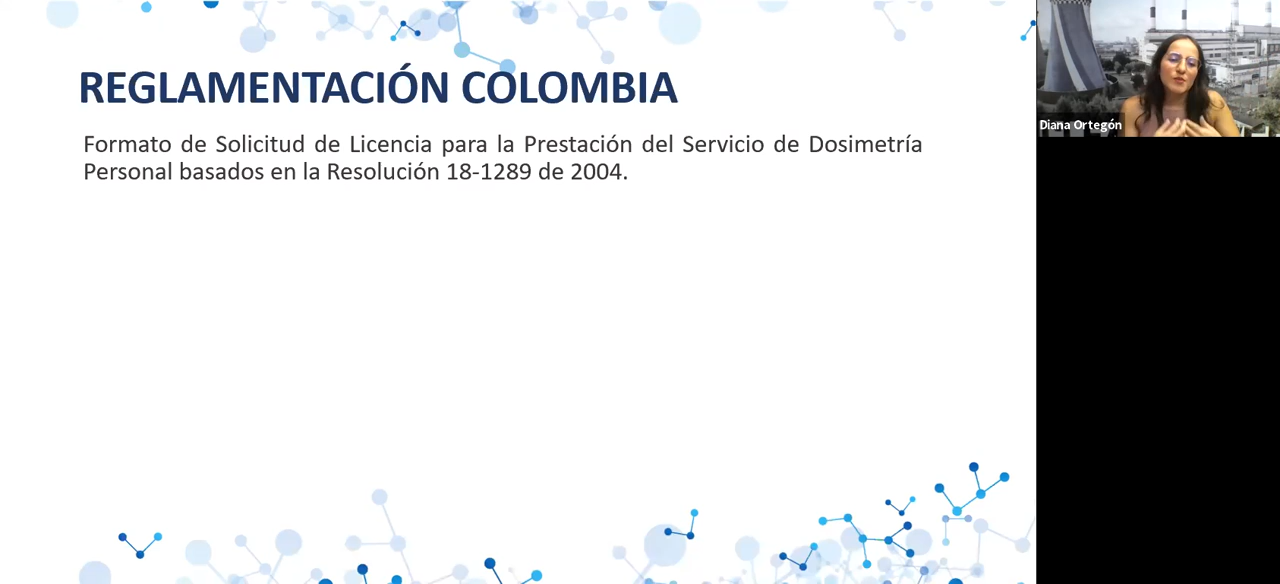 REGLAMENTACIÓN COLOMBIA
Formato de Solicitud de Licencia para la Prestación del Servicio de Dosimetría
Personal basados en la Resolución 18-1289 de 2004.
Diana Ortegón